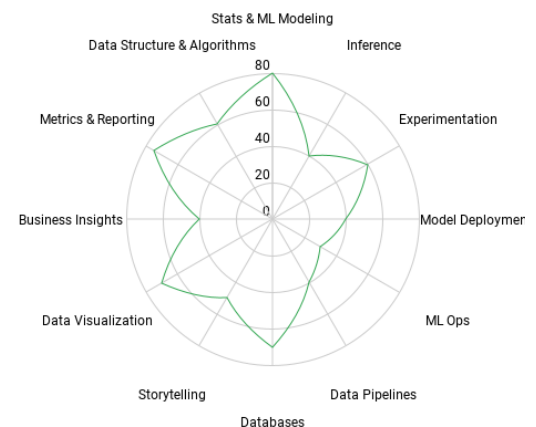 Stats & ML Modeling
Data Structure & Algorithms
Inference
80
60
40
20
0
Metrics & Reporting
Experimentation
Business Insights
Model Deploymen
Data Visualization
ML Ops
Storytelling
Data Pipelines
Databases